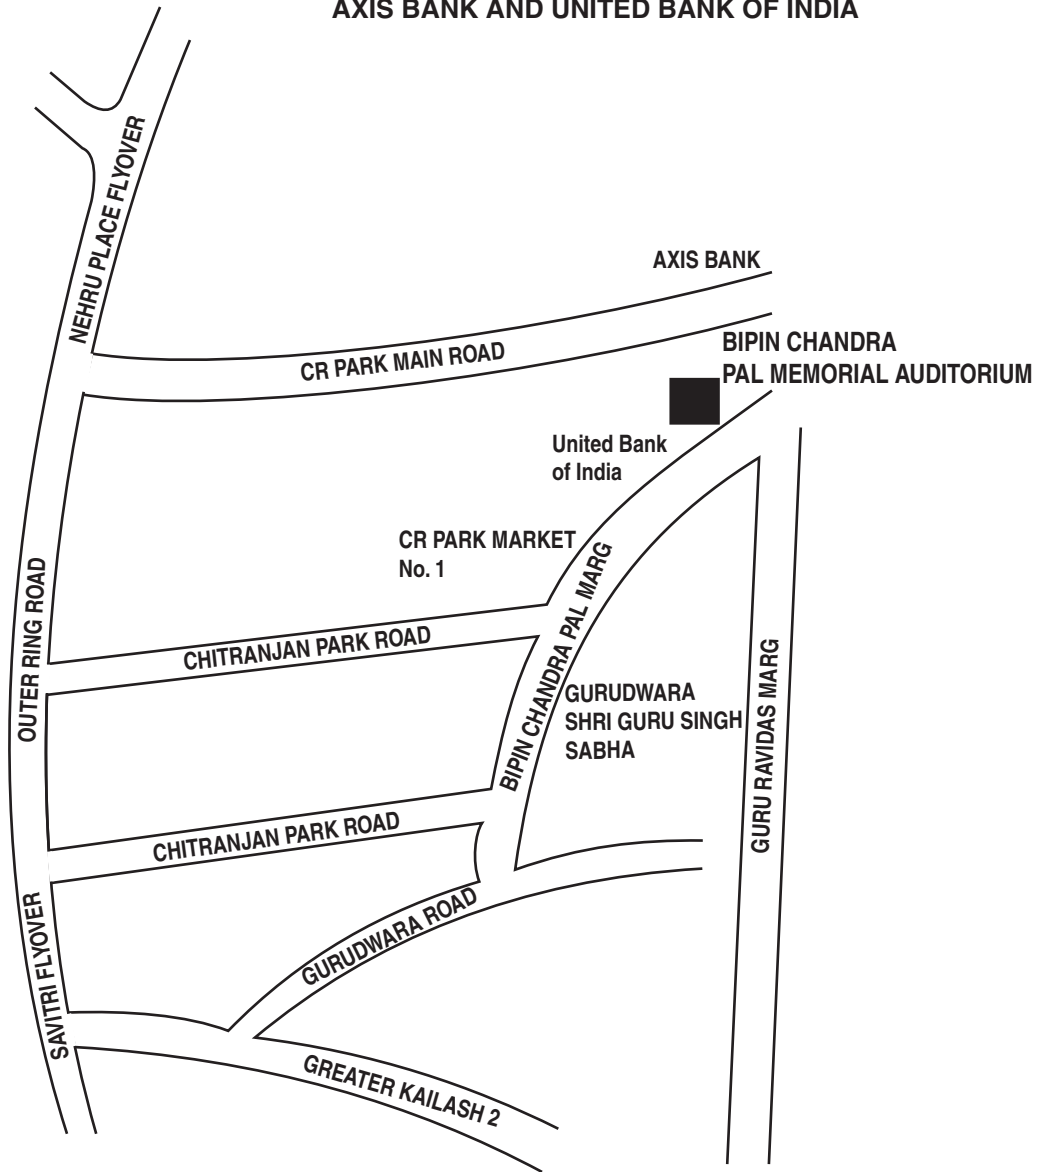 AXIS BANK AND UNITED BANK OF INDIA
NEHRU PLACE FLYOVER
AXIS BANK
CR PARK MAIN ROAD
BIPIN CHANDRA
PAL MEMORIAL AUDITORIUM
United Bank
of India
CR PARK MARKET
No. 1
BIPIN CHANDRA PAL MARG
OUTER RING ROAD
CHITRANJAN PARK ROAD
GURUDWARA
SHRI GURU SINGH
SABHA
GURU RAVIDAS MARG
CHITRANJAN PARK ROAD
SAVITRI FLYOVER
GURUDWARA ROAD
GREATER KAILASH 2